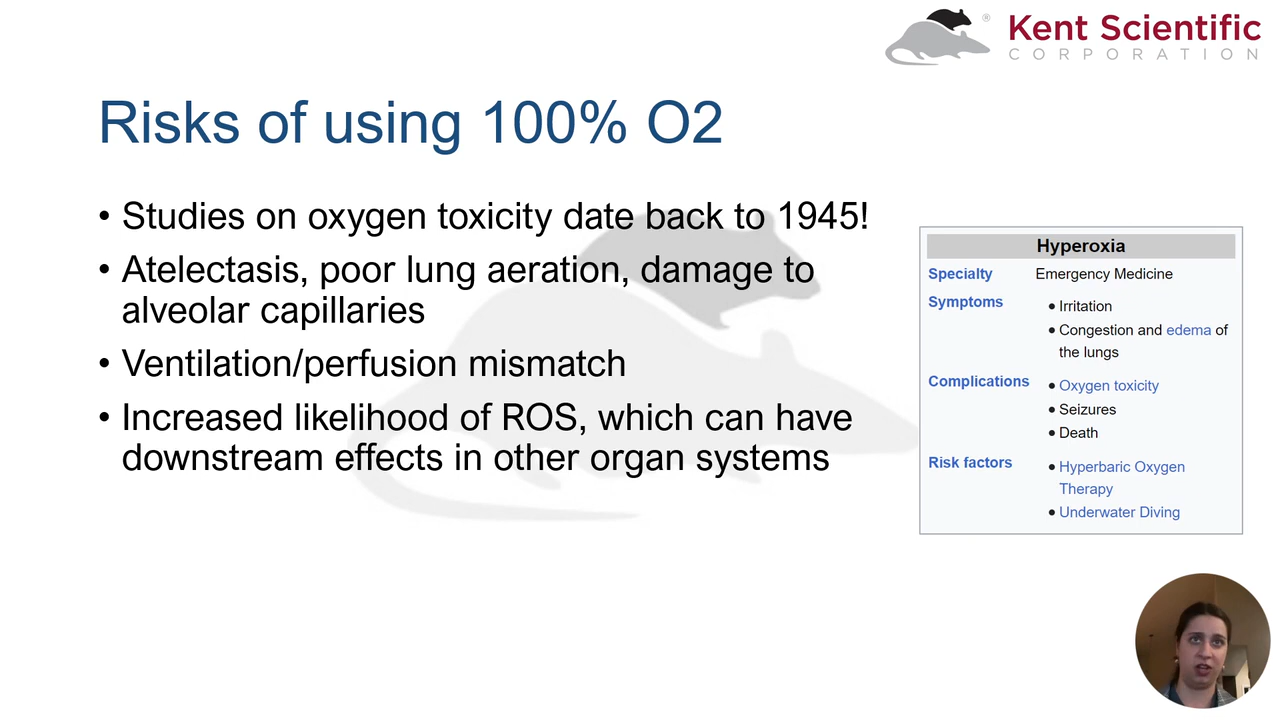 Kent Scientific
CORPORATION
®
Risks of using 100% O2
• Studies on oxygen toxicity date back to 1945!
• Atelectasis, poor lung aeration, damage to
alveolar capillaries
• Ventilation/perfusion mismatch
• Increased likelihood of ROS, which can have
downstream effects in other organ systems
Hyperoxia
Specialty Emergency Medicine
Symptoms • Irritation
• Congestion and edema of
the lungs
Complications • Oxygen toxicity
• Seizures
• Death
Risk factors • Hyperbaric Oxygen
Therapy
• Underwater Diving